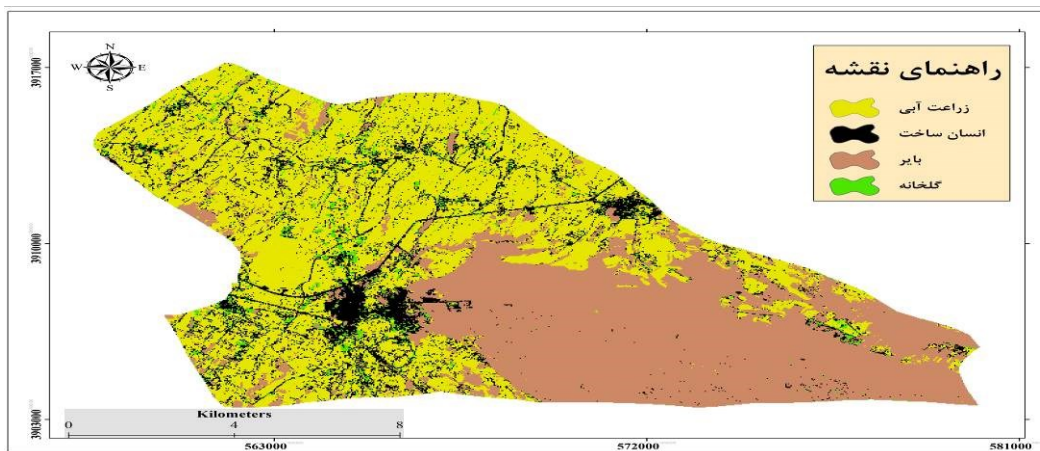 N
W E
S
راهنمای نقشه
زراعت آبی
انسان ساخت
بایر
گلخانه
3917000
3910000
3903000
Kilometers
0 4 8
563000 572000 581000